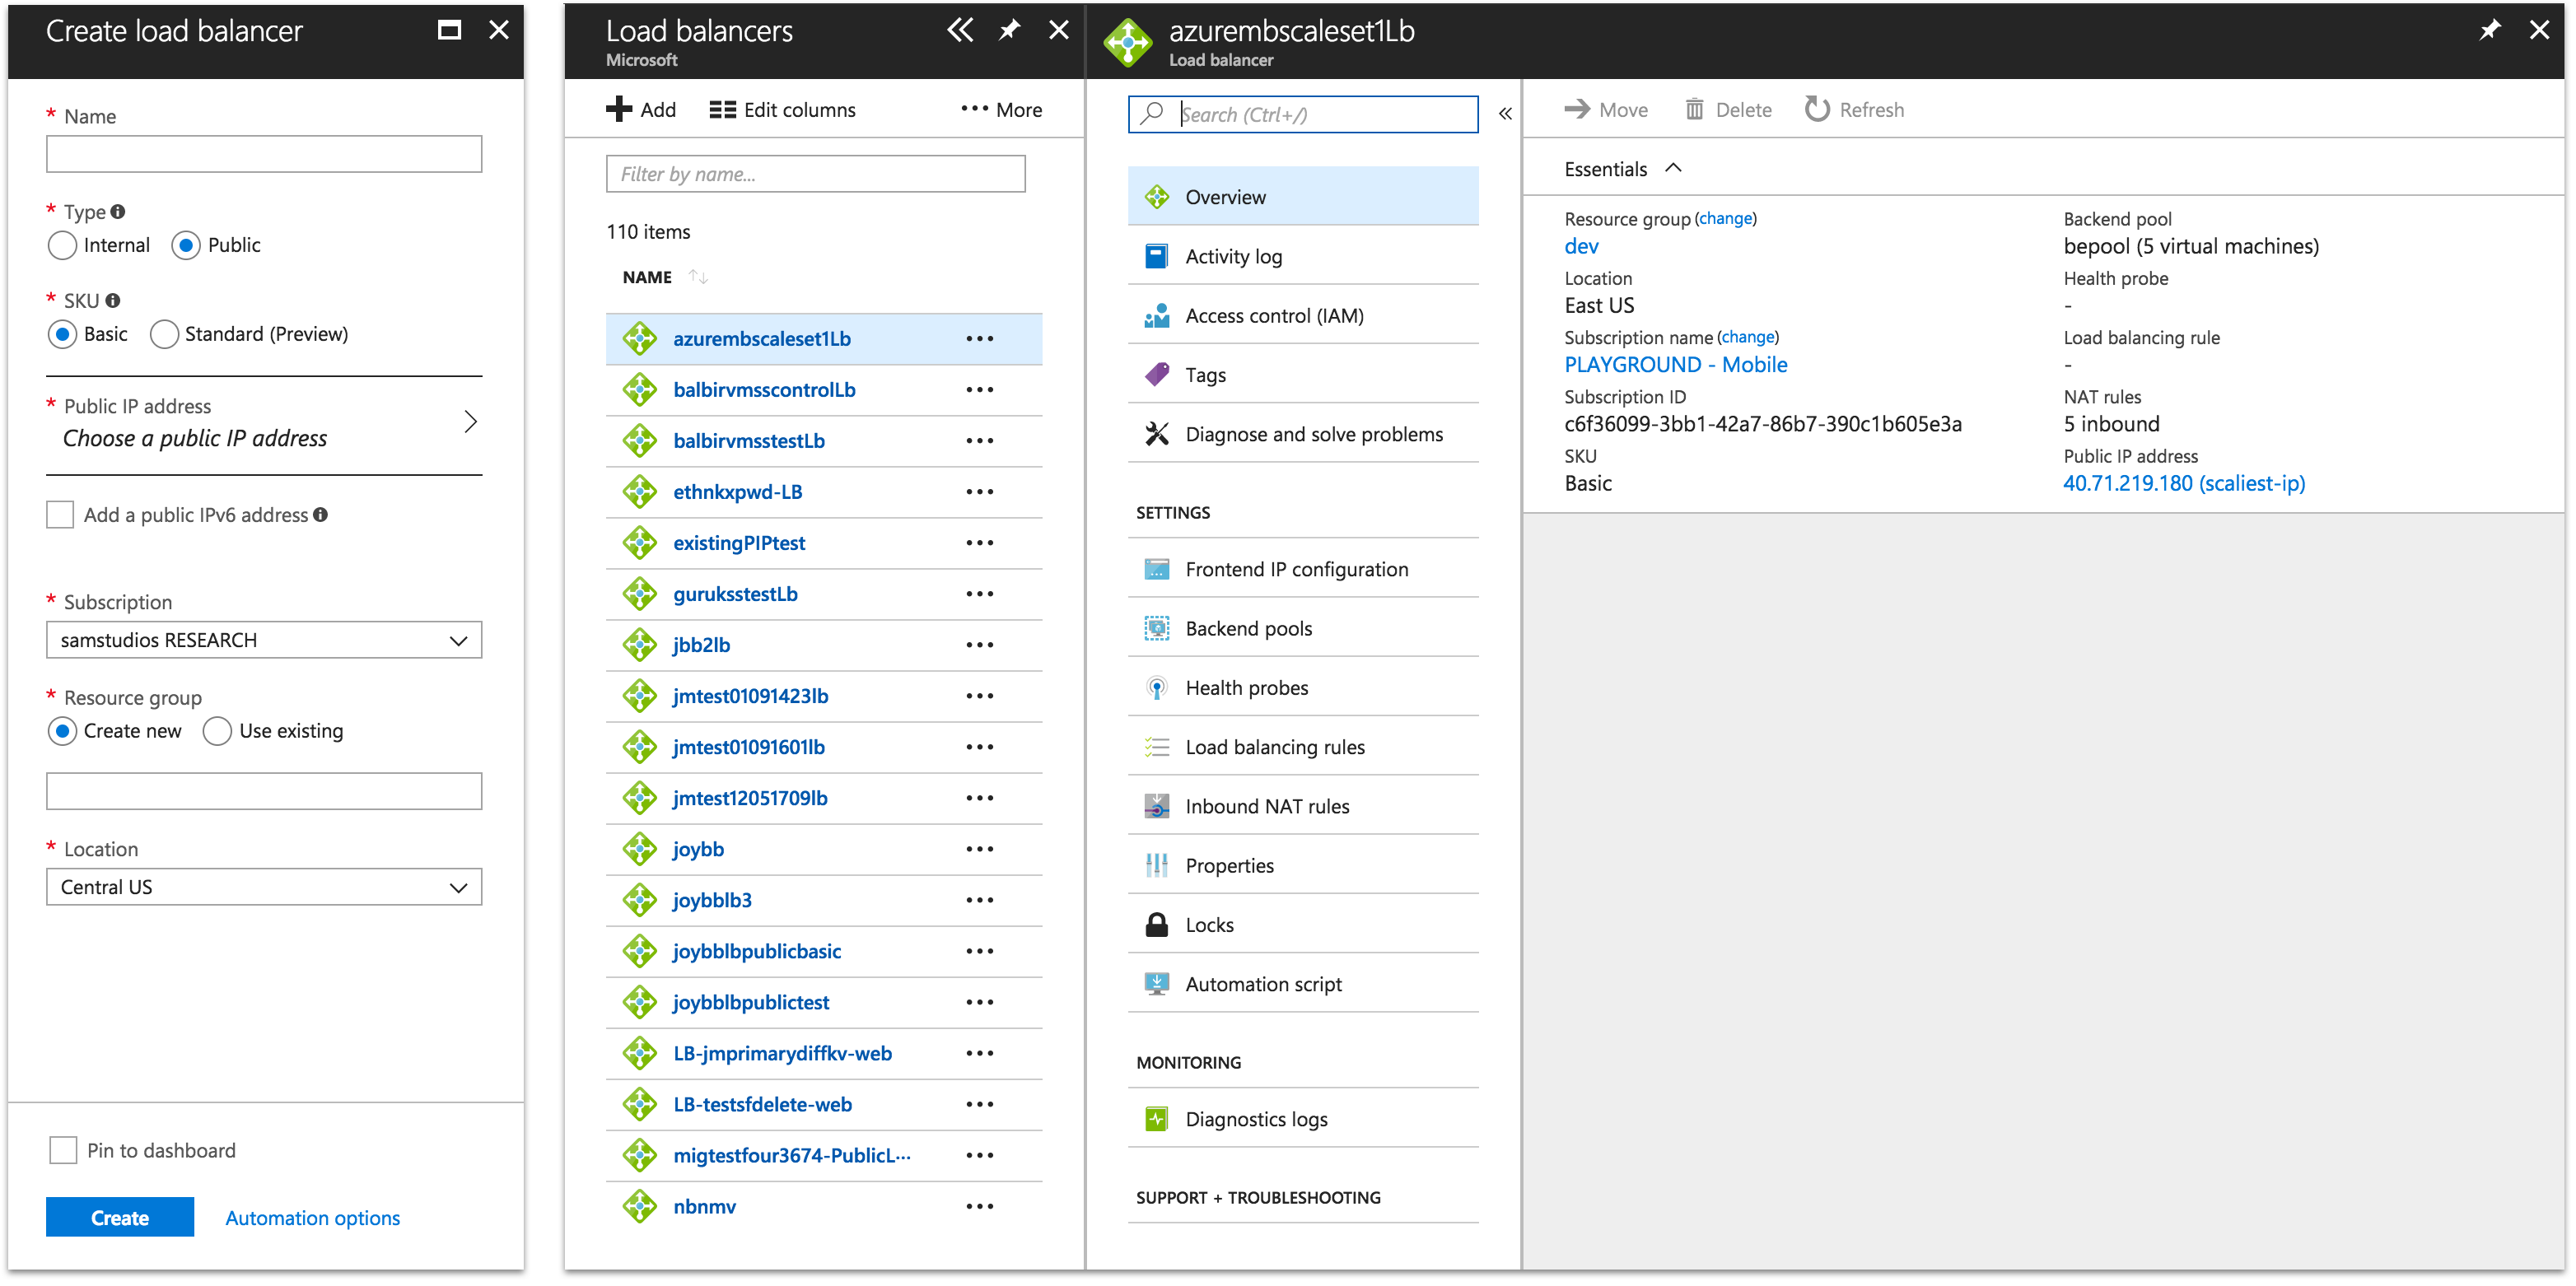 Create load balancer
* Name
* Type
Internal Public
* SKU
Basic Standard (Preview)
* Public IP address
Choose a public IP address
Add a public IPv6 address
* Subscription
samstudios RESEARCH
* Resource group
Create new Use existing
* Location
Central US
Pin to dashboard
Create Automation options
Load balancers
Microsoft
Add Edit columns ••• More
Filter by name...
110 items
NAME
azurembscaleset1Lb •••
balbirvmsscontrolLb •••
balbirvmsstestLb •••
ethnkxpwd-LB •••
existingPIPtest •••
guruksstestLb •••
jbb2lb •••
jmtest01091423lb •••
jmtest01091601lb •••
jmtest12051709lb •••
joybb •••
joybblb3 •••
joybblbpublicbasic •••
joybblbpublictest •••
LB-jmprimarydiffkv-web •••
LB-testsfdelete-web •••
migtestfour3674-PublicL··· •••
nbnmv •••
azurembscaleset1Lb
Load balancer
Search (Ctrl+/)
Overview
Activity log
Access control (IAM)
Tags
Diagnose and solve problems
SETTINGS
Frontend IP configuration
Backend pools
Health probes
Load balancing rules
Inbound NAT rules
Properties
Locks
Automation script
MONITORING
Diagnostics logs
SUPPORT + TROUBLESHOOTING
Move Delete Refresh
Essentials
Resource group (change)
dev
Location
East US
Subscription name (change)
PLAYGROUND - Mobile
Subscription ID
c6f36099-3bb1-42a7-86b7-390c1b605e3a
SKU
Basic
Backend pool
bepool (5 virtual machines)
Health probe
-
Load balancing rule
-
NAT rules
5 inbound
Public IP address
40.71.219.180 (scaliest-ip)